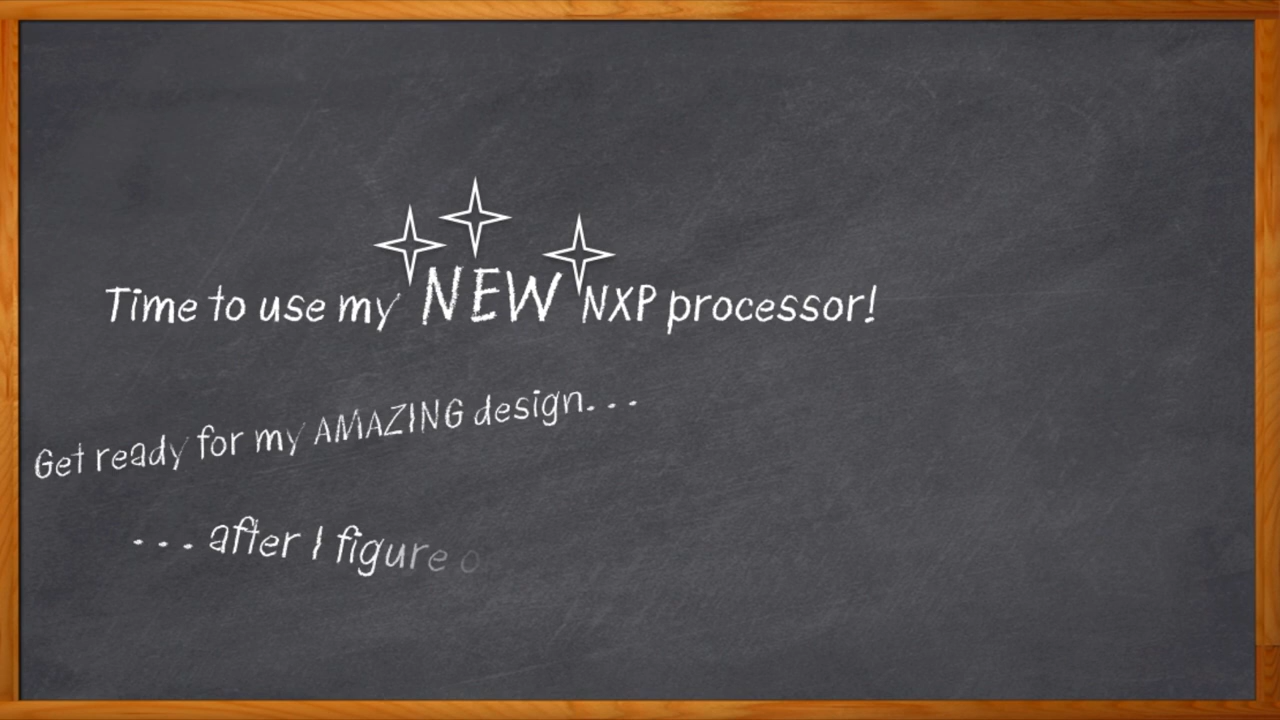 Time to use my NEW NXP processor!
Get ready for my AMAZING design...
... after I figure o